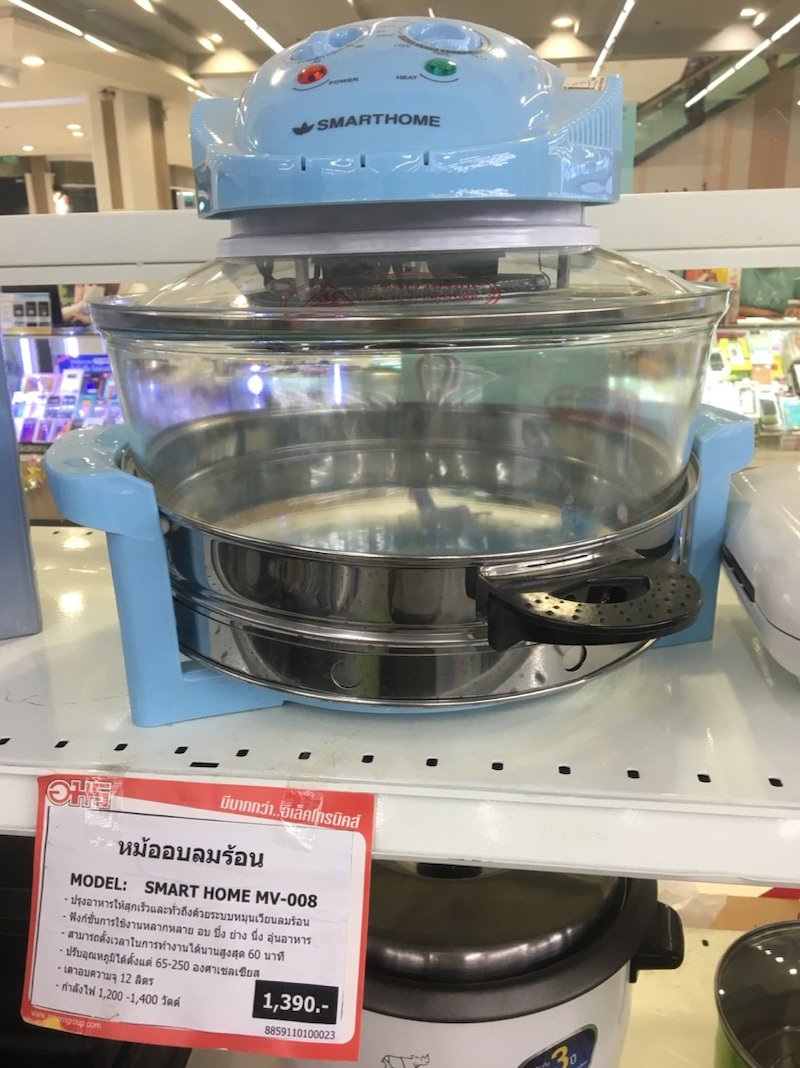 POWER
HEAT
SMARTHOME
มีมากกว่า..อิเล็คโทรนิคส์
หม้ออบลมร้อน
MODEL: SMART HOME MV-008
- ปรุงอาหารให้สุกเร็วและทั่วถึงด้วยระบบหมุนเวียนลมร้อน
- ฟังก์ชั่นการใช้งานหลากหลาย อบ ปิ้ง ย่าง นึ่ง อุ่นอาหาร
- สามารถตั้งเวลาในการทำงานได้นานสูงสุด 60 นาที
- ปรับอุณหภูมิได้ตั้งแต่ 65-250 องศาเซลเซียส
- เตาอบความจุ 12 ลิตร
- กำลังไฟ 1,200 -1,400 วัตต์
1,390.-
8859110100023
3 ปี